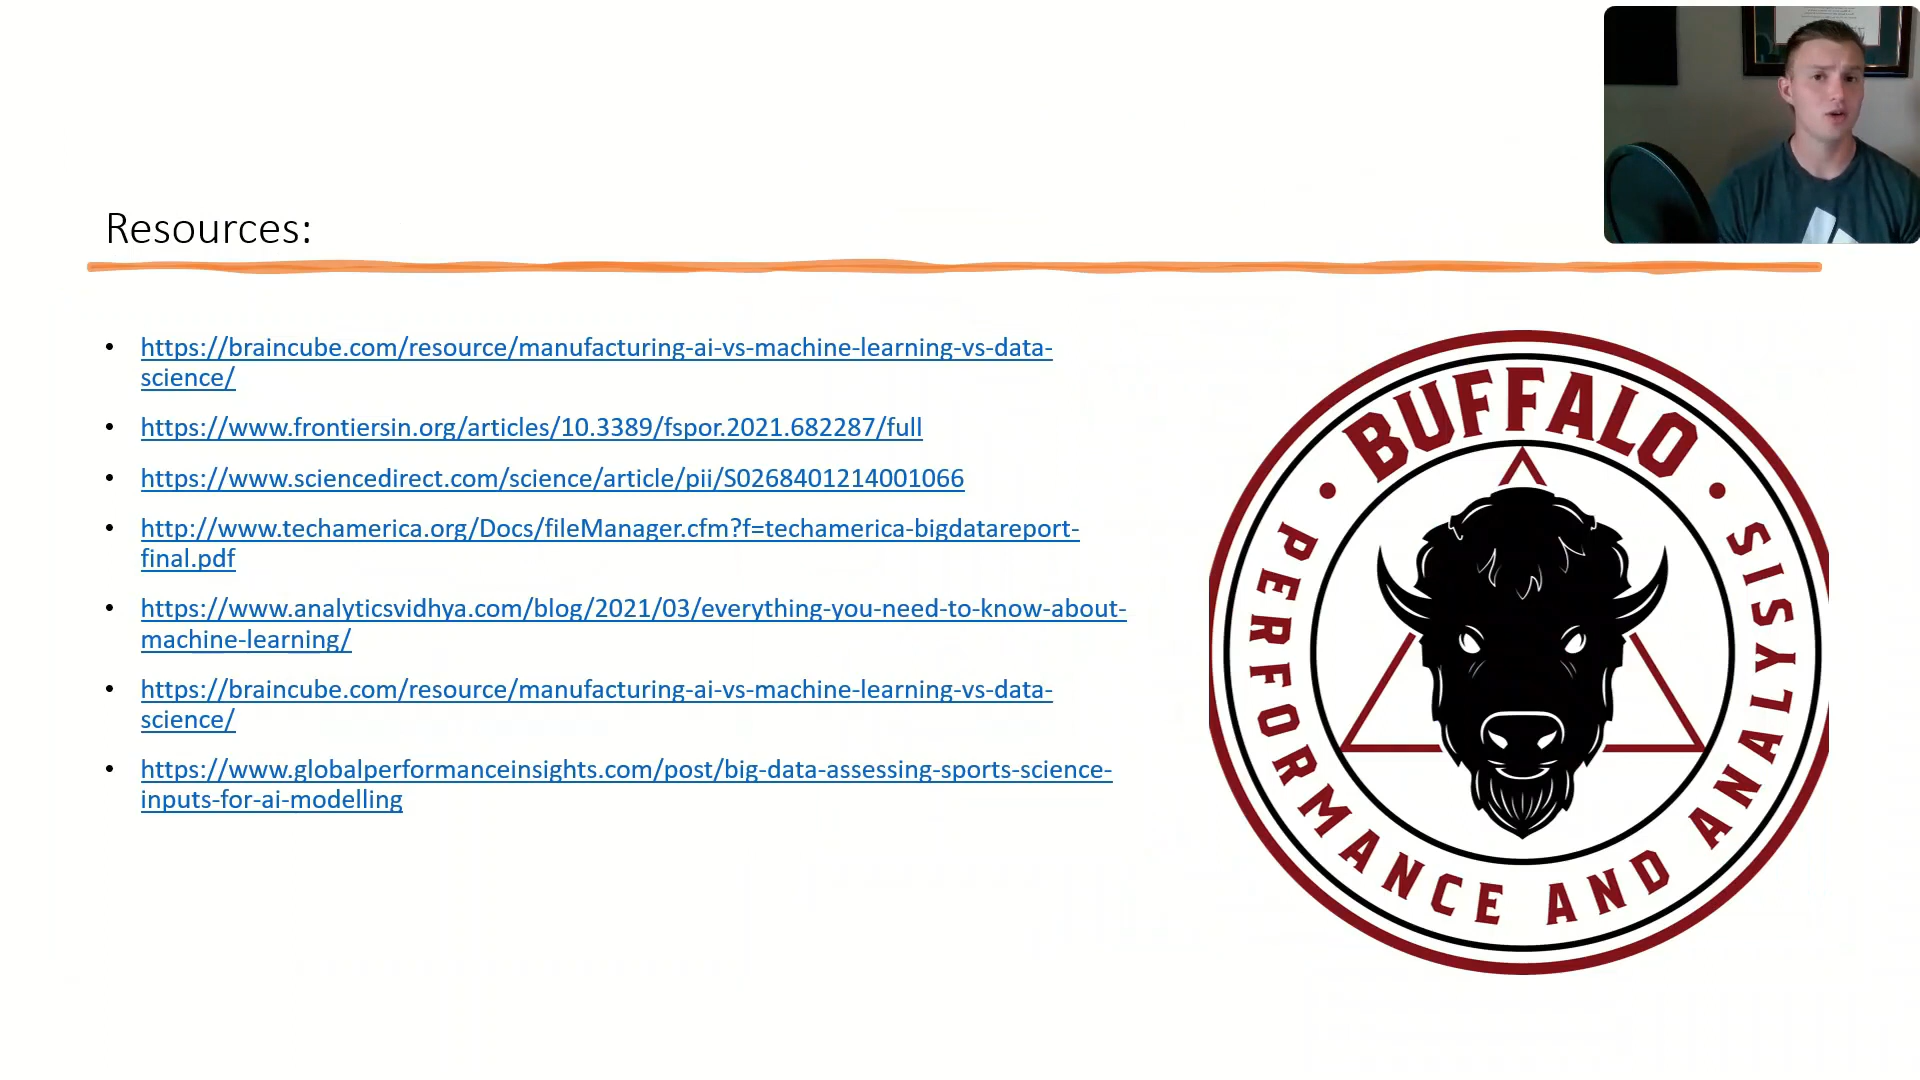 Resources:
• https://braincube.com/resource/manufacturing-ai-vs-machine-learning-vs-data-
science/
• https://www.frontiersin.org/articles/10.3389/fspor.2021.682287/full
• https://www.sciencedirect.com/science/article/pii/S0268401214001066
• http://www.techamerica.org/Docs/fileManager.cfm?f=techamerica-bigdatareport-
final.pdf
• https://www.analyticsvidhya.com/blog/2021/03/everything-you-need-to-know-about-
machine-learning/
• https://braincube.com/resource/manufacturing-ai-vs-machine-learning-vs-data-
science/
• https://www.globalperformanceinsights.com/post/big-data-assessing-sports-science-
inputs-for-ai-modelling
• BUFFALO •
PERFORMANCE AND ANALYSIS